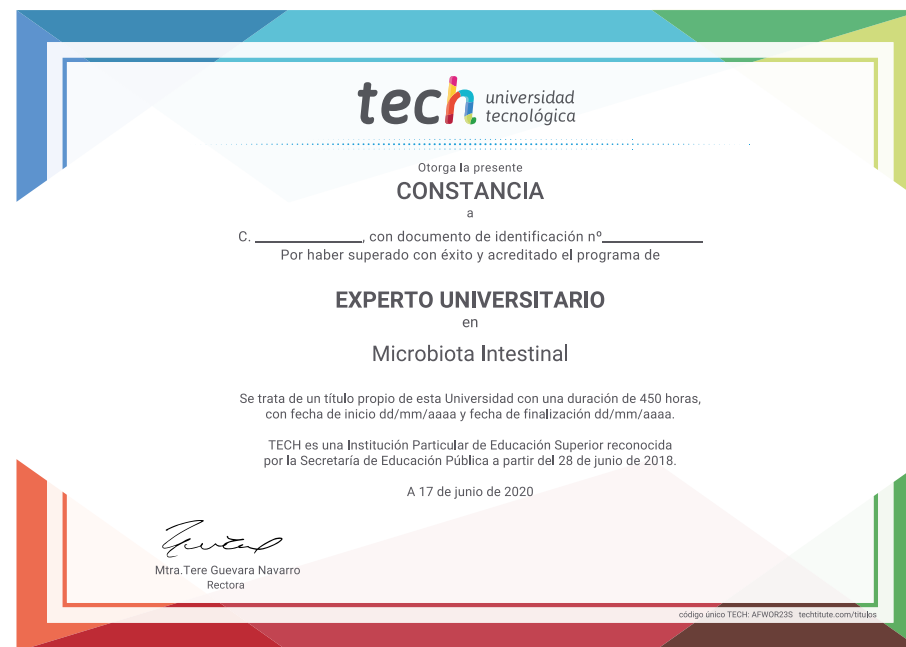 tech universidad
tecnológica
Otorga la presente
CONSTANCIA
a
C. ____________, con documento de identificación nº____________
Por haber superado con éxito y acreditado el programa de
EXPERTO UNIVERSITARIO
en
Microbiota Intestinal
Se trata de un título propio de esta Universidad con una duración de 450 horas,
con fecha de inicio dd/mm/aaaa y fecha de finalización dd/mm/aaaa.
TECH es una Institución Particular de Educación Superior reconocida
por la Secretaría de Educación Pública a partir del 28 de junio de 2018.
A 17 de junio de 2020
Mtra.Tere Guevara Navarro
Rectora
código único TECH: AFWOR23S techtitute.com/titulos